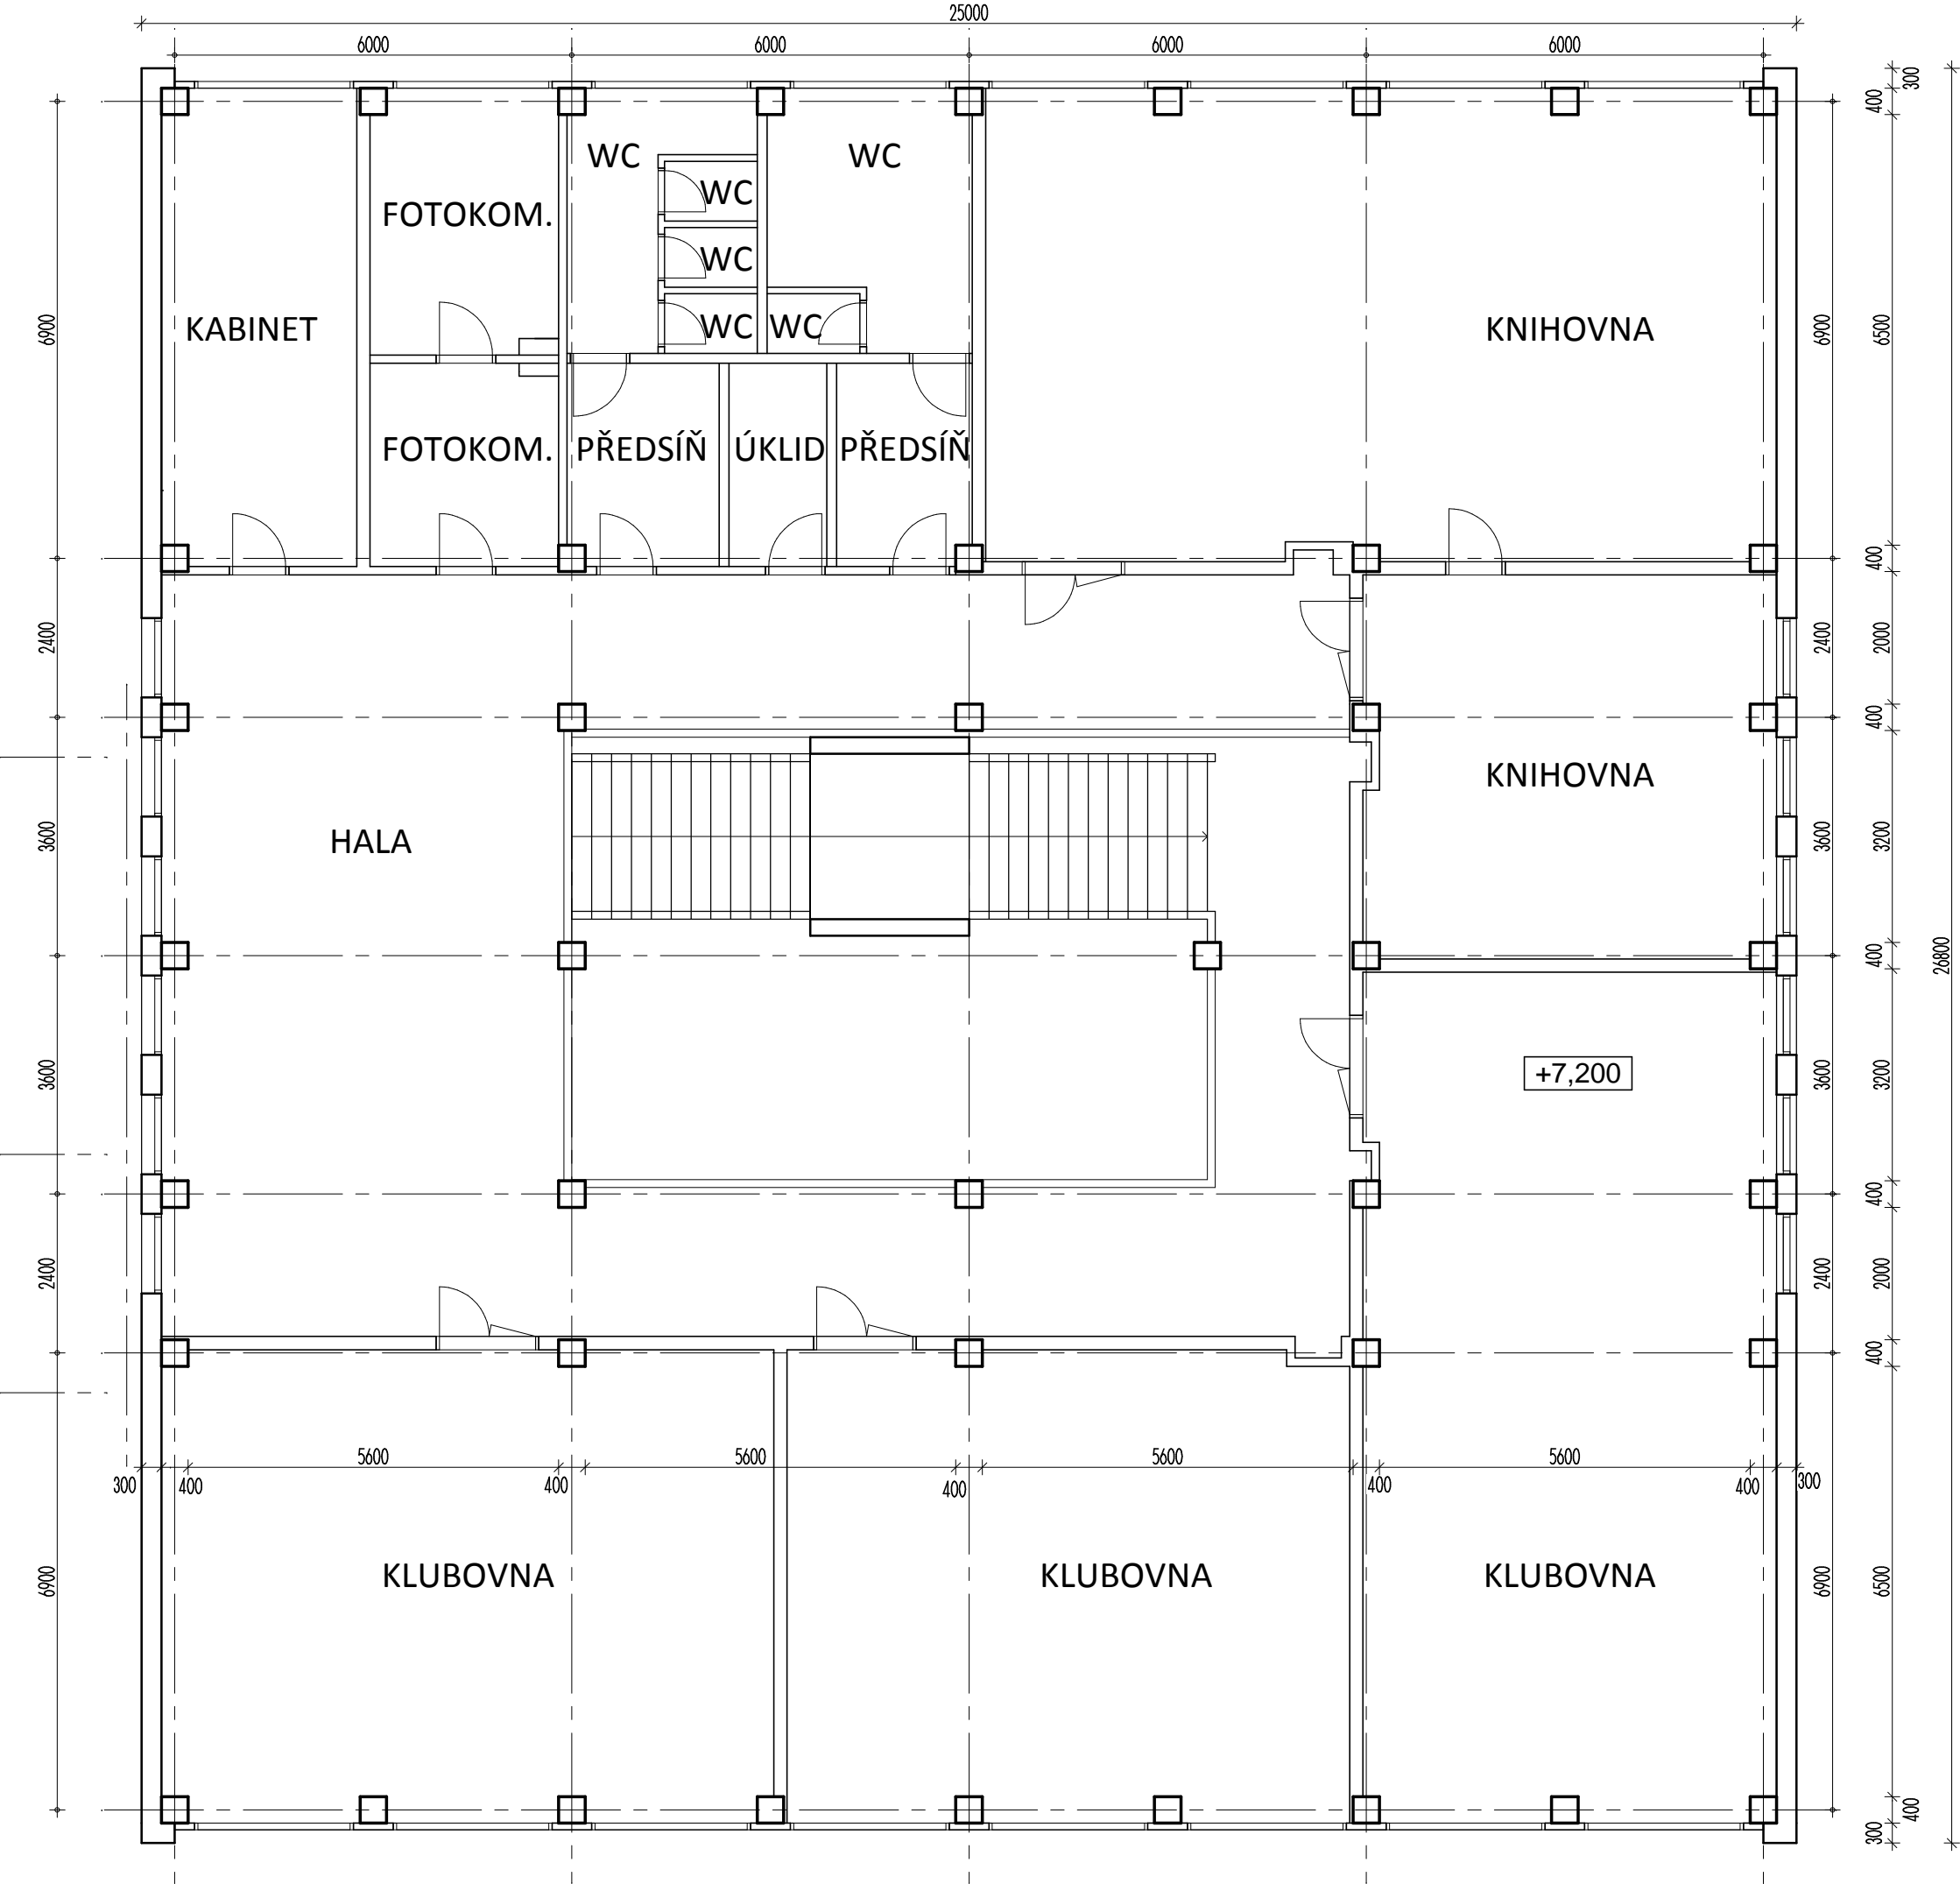 25000
6000 6000 6000 6000
300
400
WC WC
WC
FOTOKOM.
WC
6900 KABINET WC WC KNIHOVNA 6900 6500
FOTOKOM. PŘEDSÍŇ ÚKLID PŘEDSÍŇ
400
2400 2400 2000
400
KNIHOVNA
3600 HALA 3600 3200
400 26800
3600 +7,200 3600 3200
400
2400 2400 2000
400
5600 5600 5600 5600
300 400 400 400 400 400 300
6900 KLUBOVNA KLUBOVNA KLUBOVNA 6900 6500
400
300